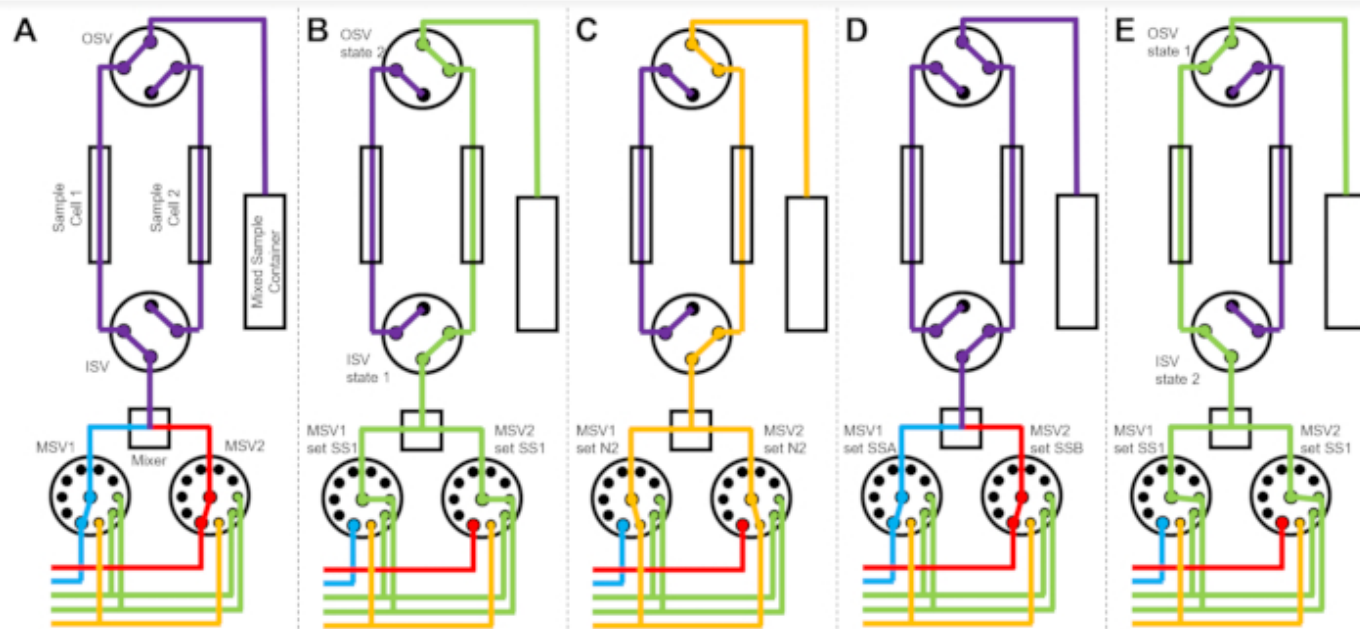 A
OSV
Sample
Cell 1
Sample
Cell 2
Mixed Sample
Container
ISV
MSV1
MSV2
Mixer
B
OSV
state 2
ISV
state 1
MSV1
set SS1
MSV2
set SS1
C
MSV1
set N2
MSV2
set N2
D
MSV1
set SSA
MSV2
set SSB
E
OSV
state 1
ISV
state 2
MSV1
set SS1
MSV2
set SS1